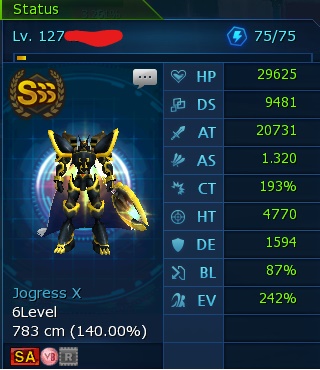 Status
Lv. 127
75/75
SSS
HP 29625
DS 9481
AT 20731
AS 1.320
CT 193%
HT 4770
DE 1594
BL 87%
EV 242%
Jogress X
6Level
783 cm (140.00%)
SA VB R